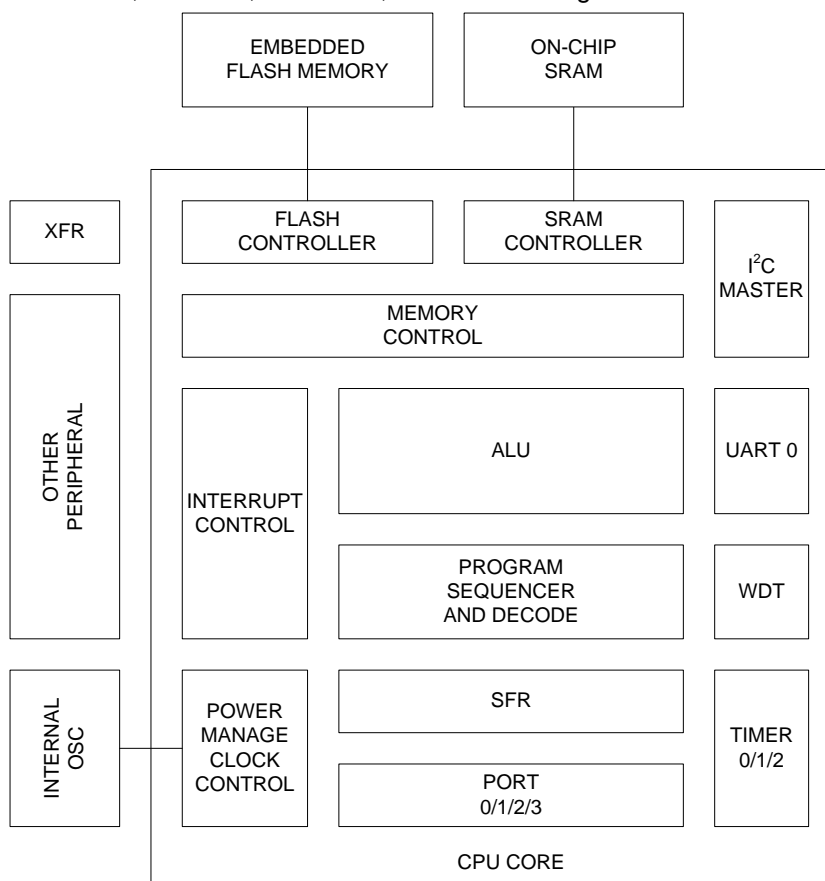 EMBEDDED
FLASH MEMORY
ON-CHIP
SRAM
XFR
FLASH
CONTROLLER
SRAM
CONTROLLER
I²C
MASTER
MEMORY
CONTROL
OTHER
PERIPHERAL
INTERRUPT
CONTROL
ALU
UART 0
PROGRAM
SEQUENCER
AND DECODE
WDT
INTERNAL
OSC
POWER
MANAGE
CLOCK
CONTROL
SFR
TIMER
0/1/2
PORT
0/1/2/3
CPU CORE